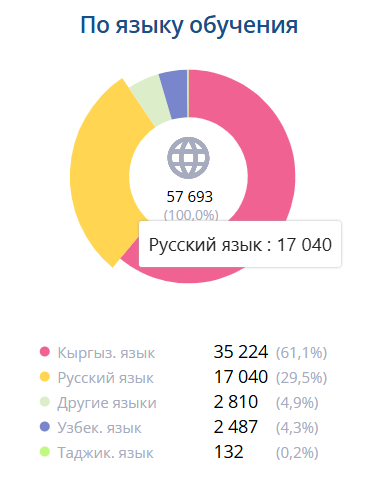 По языку обучения
57 693
(100,0%)
Русский язык : 17 040
Кыргыз. язык 35 224 (61,1%)
Русский язык 17 040 (29,5%)
Другие языки 2 810 (4,9%)
Узбек. язык 2 487 (4,3%)
Таджик. язык 132 (0,2%)